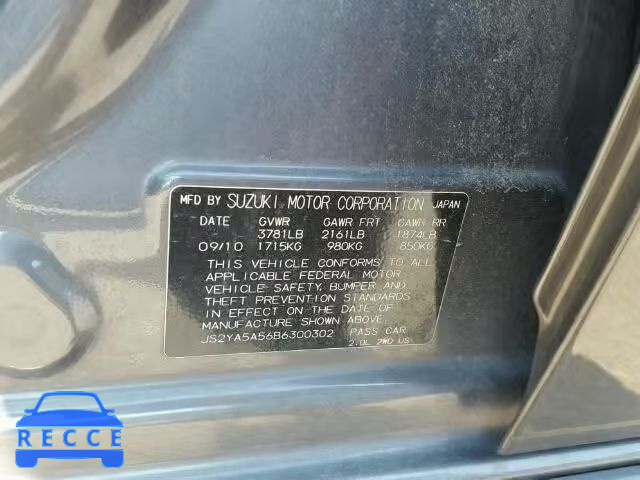 MFD BY SUZUKI MOTOR CORPORATION JAPAN
DATE GVWR GAWR FRT GAWR RR
3781LB 2161LB 1874LB
09/10 1715KG 980KG 850KG
THIS VEHICLE CONFORMS TO ALL
APPLICABLE FEDERAL MOTOR
VEHICLE SAFETY, BUMPER AND
THEFT PREVENTION STANDARDS
IN EFFECT ON THE DATE OF
MANUFACTURE SHOWN ABOVE.
JS2YA5A56B6300302 PASS CAR
2.0L 2WD US
RECCE